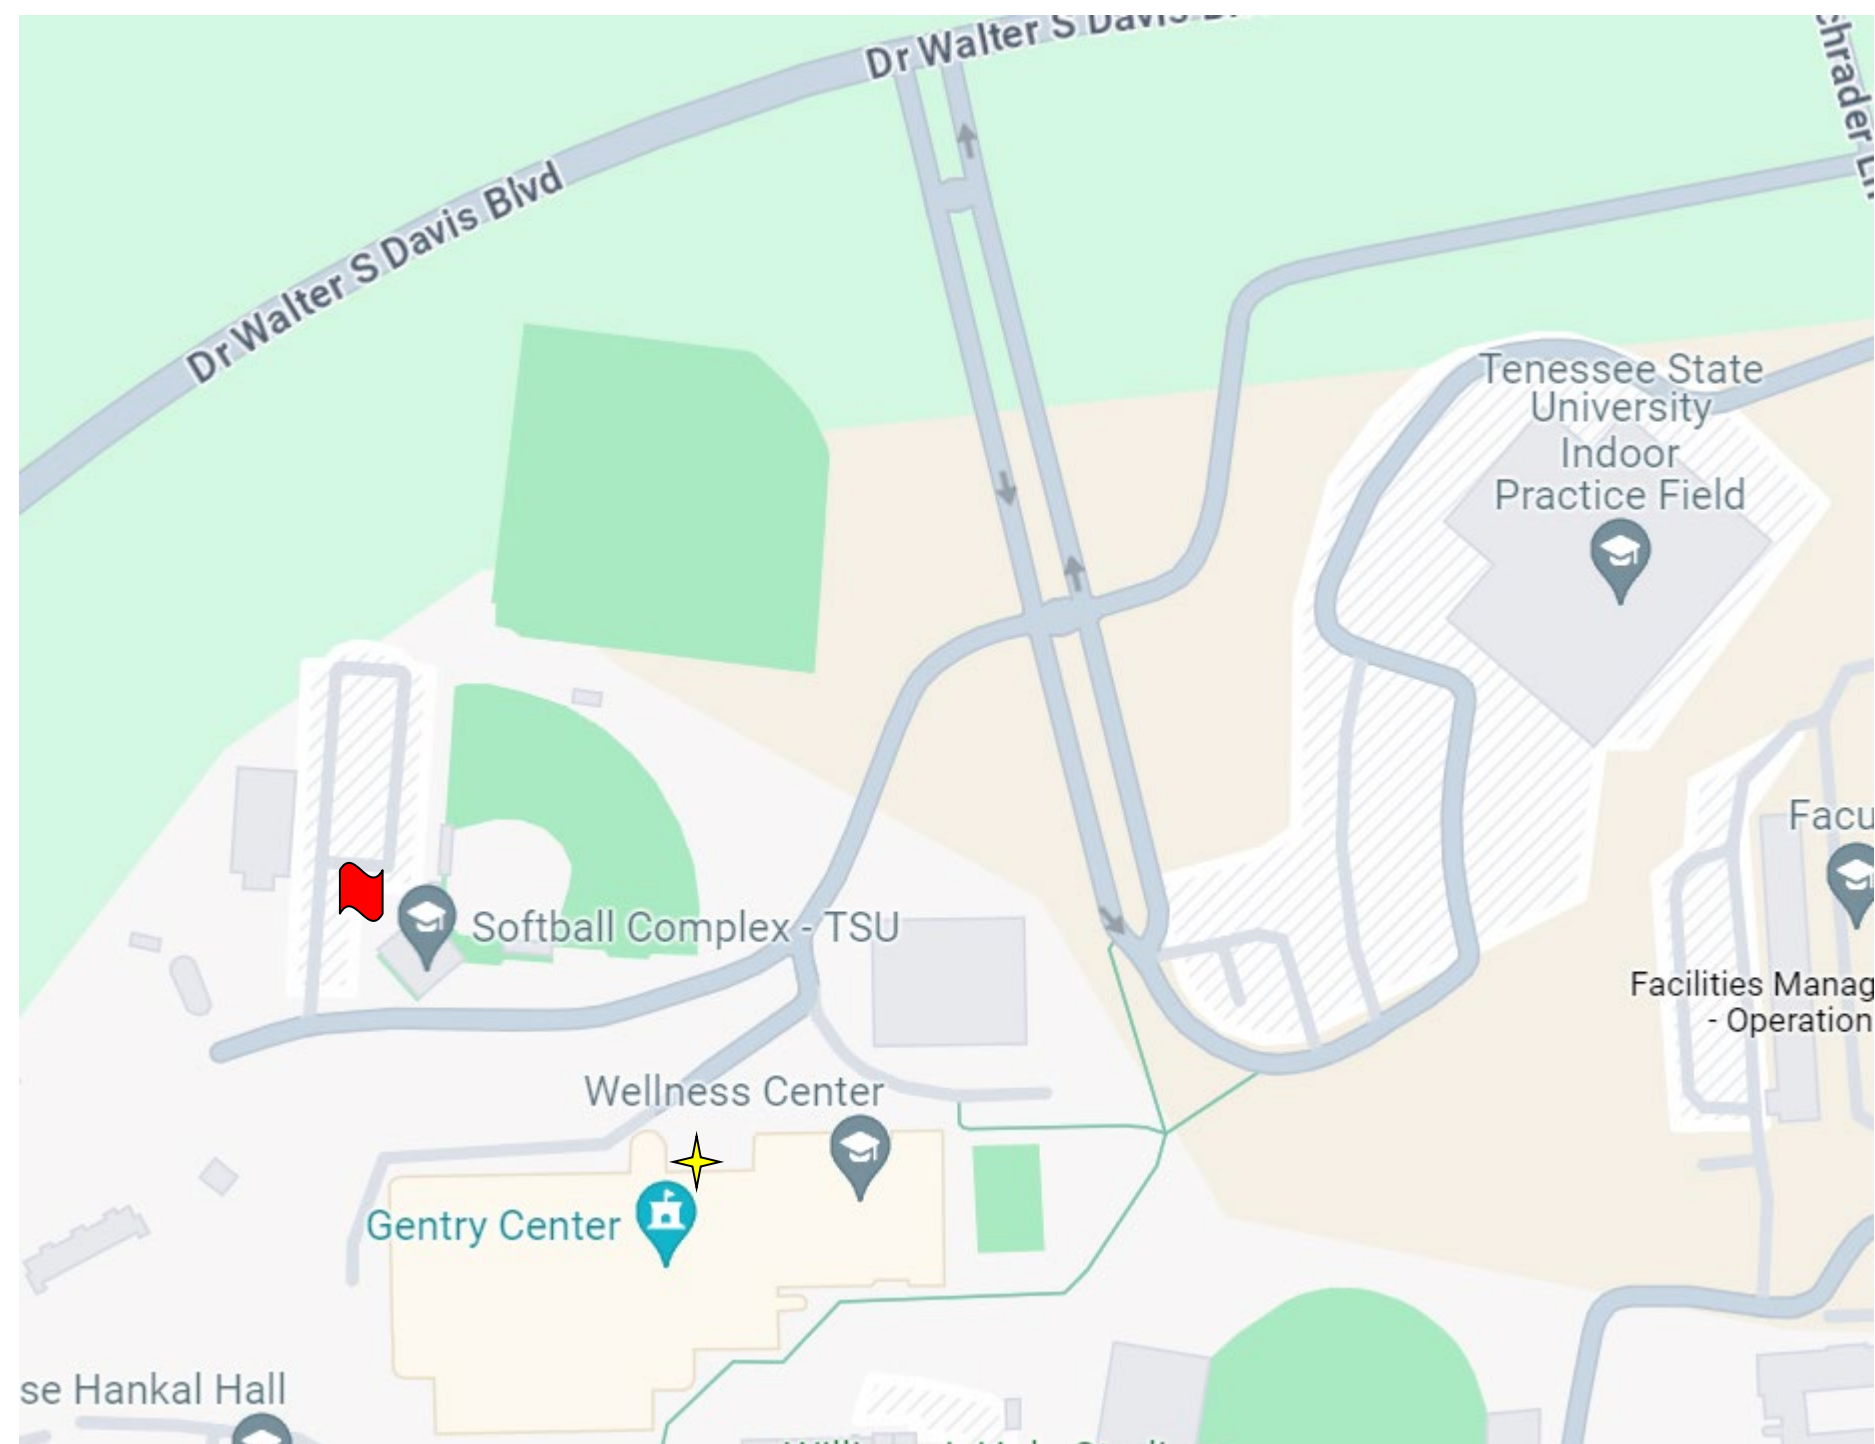 Dr Walter S Davis
Dr Walter S Davis Blvd
Tenessee State
University
Indoor
Practice Field
Softball Complex - TSU
Wellness Center
Gentry Center
Facilities Manag
- Operation
se Hankal Hall